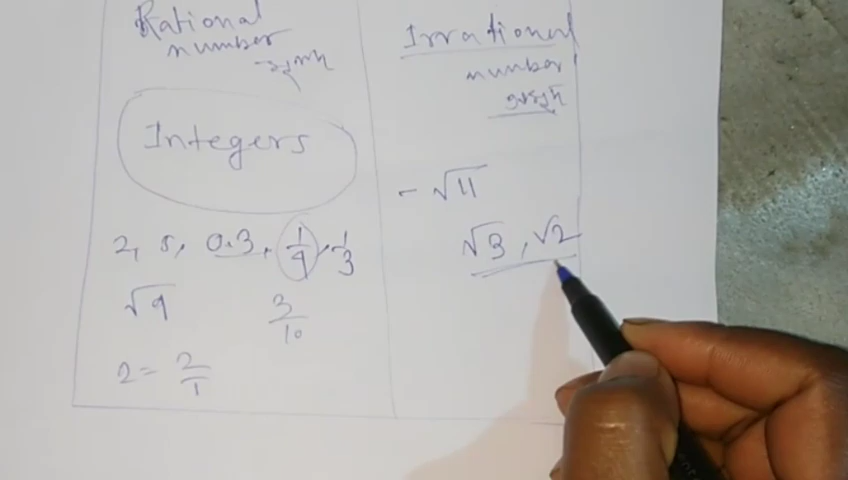 Rational
number
Integers
2, 5, 0.3, 1/9, 1/3
√9
3/10
2 = 2/1
Irrational
number
- √11
√3, √2